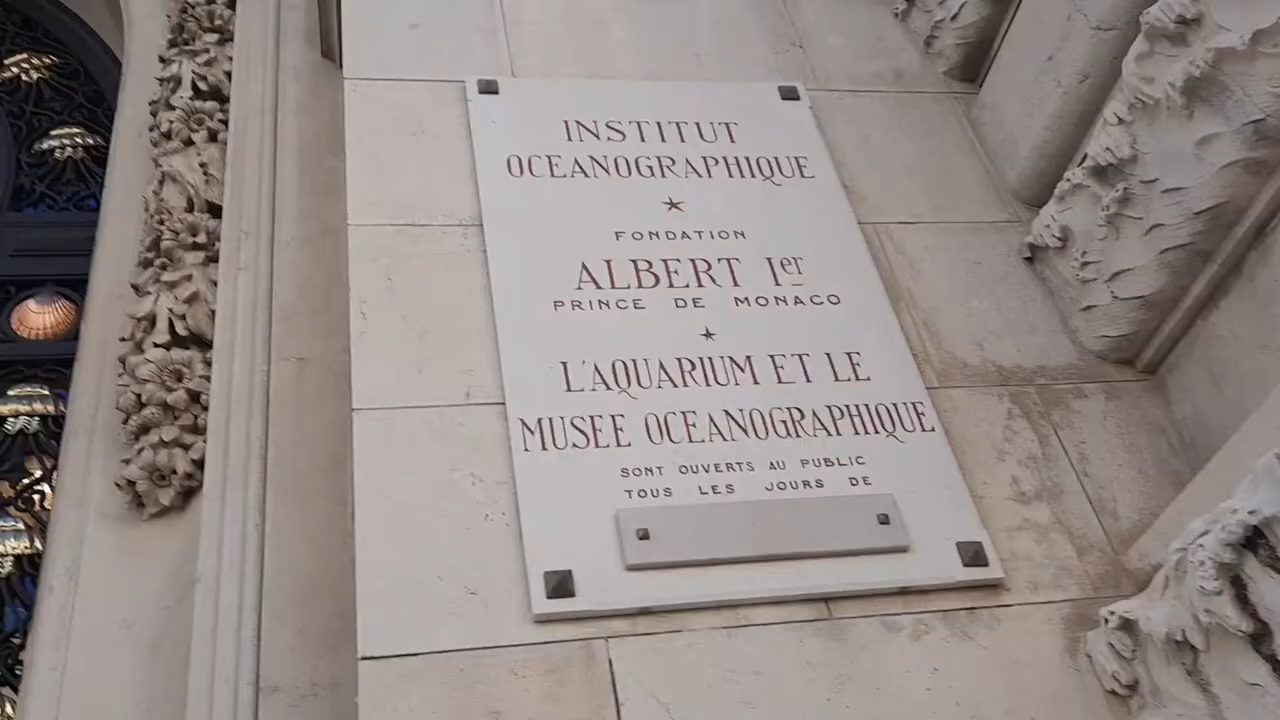 INSTITUT
OCEANOGRAPHIQUE
FONDATION
ALBERT Ier
PRINCE DE MONACO
L'AQUARIUM ET LE
MUSEE OCEANOGRAPHIQUE
SONT OUVERTS AU PUBLIC
TOUS LES JOURS DE